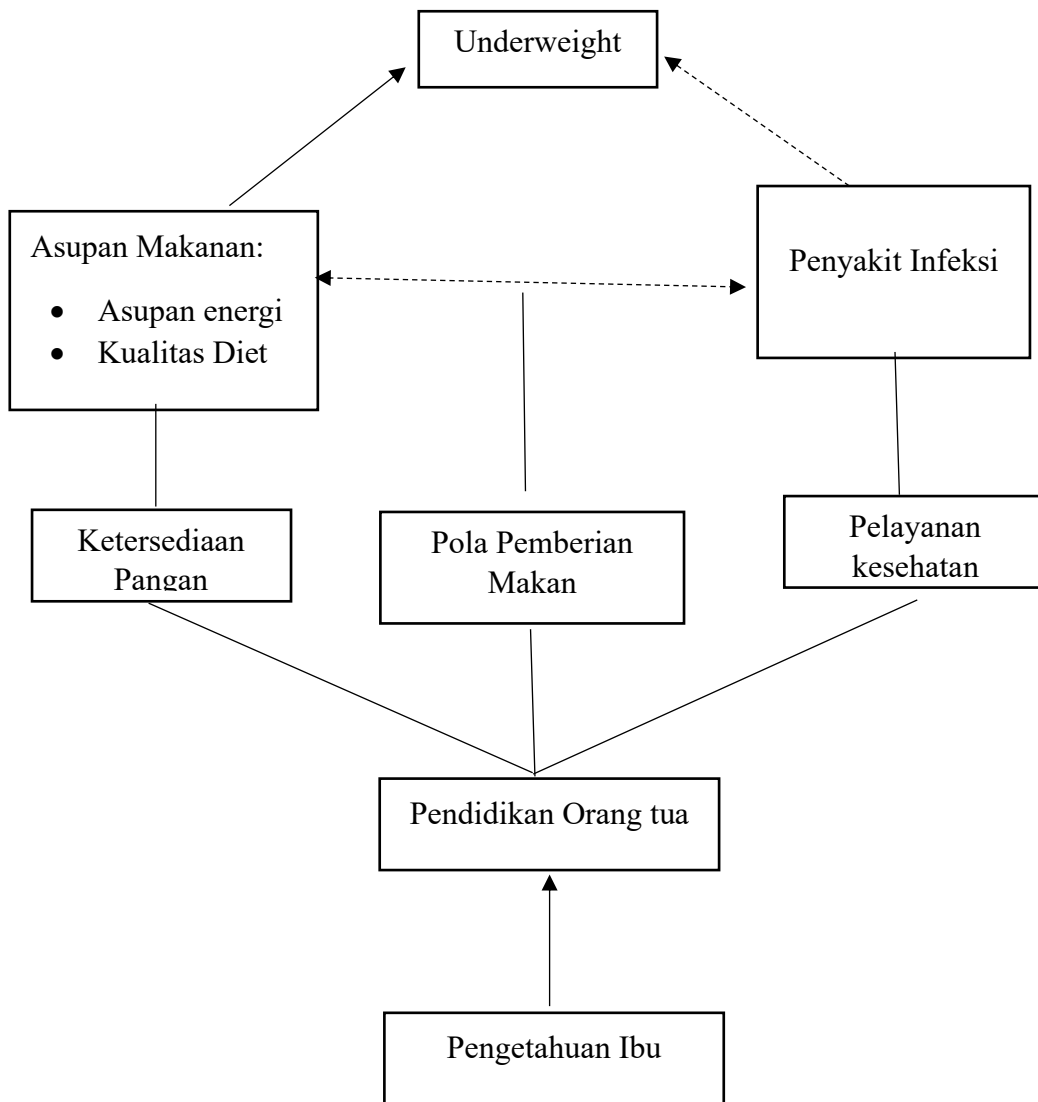 Underweight
Asupan Makanan:
• Asupan energi
• Kualitas Diet
Penyakit Infeksi
Ketersediaan
Pangan
Pola Pemberian
Makan
Pelayanan
kesehatan
Pendidikan Orang tua
Pengetahuan Ibu